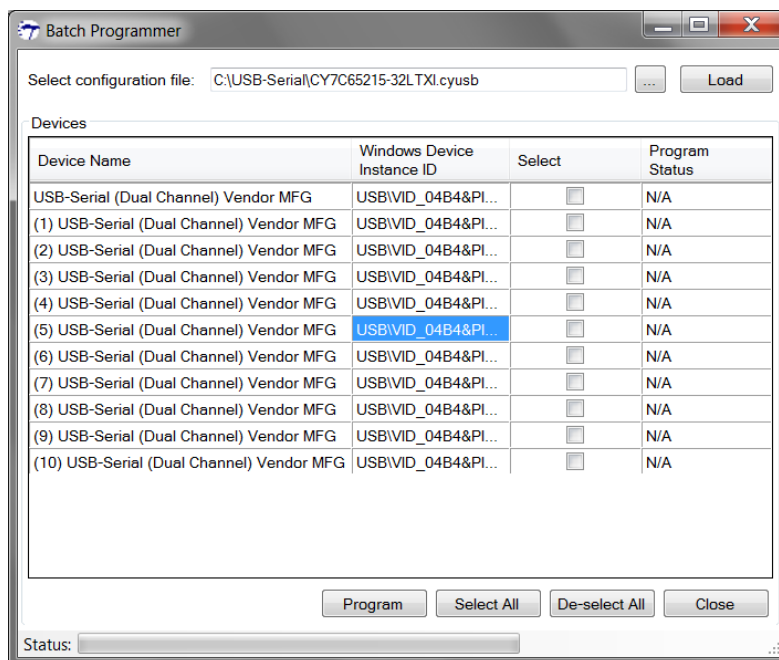 Batch Programmer
Select configuration file: C:\USB-Serial\CY7C65215-32LTXI.cyusb ... Load
Devices
Device Name Windows Device Instance ID Select Program Status
USB-Serial (Dual Channel) Vendor MFG USB\VID_04B4&PI... N/A
(1) USB-Serial (Dual Channel) Vendor MFG USB\VID_04B4&PI... N/A
(2) USB-Serial (Dual Channel) Vendor MFG USB\VID_04B4&PI... N/A
(3) USB-Serial (Dual Channel) Vendor MFG USB\VID_04B4&PI... N/A
(4) USB-Serial (Dual Channel) Vendor MFG USB\VID_04B4&PI... N/A
(5) USB-Serial (Dual Channel) Vendor MFG USB\VID_04B4&PI... N/A
(6) USB-Serial (Dual Channel) Vendor MFG USB\VID_04B4&PI... N/A
(7) USB-Serial (Dual Channel) Vendor MFG USB\VID_04B4&PI... N/A
(8) USB-Serial (Dual Channel) Vendor MFG USB\VID_04B4&PI... N/A
(9) USB-Serial (Dual Channel) Vendor MFG USB\VID_04B4&PI... N/A
(10) USB-Serial (Dual Channel) Vendor MFG USB\VID_04B4&PI... N/A
Program Select All De-select All Close
Status: